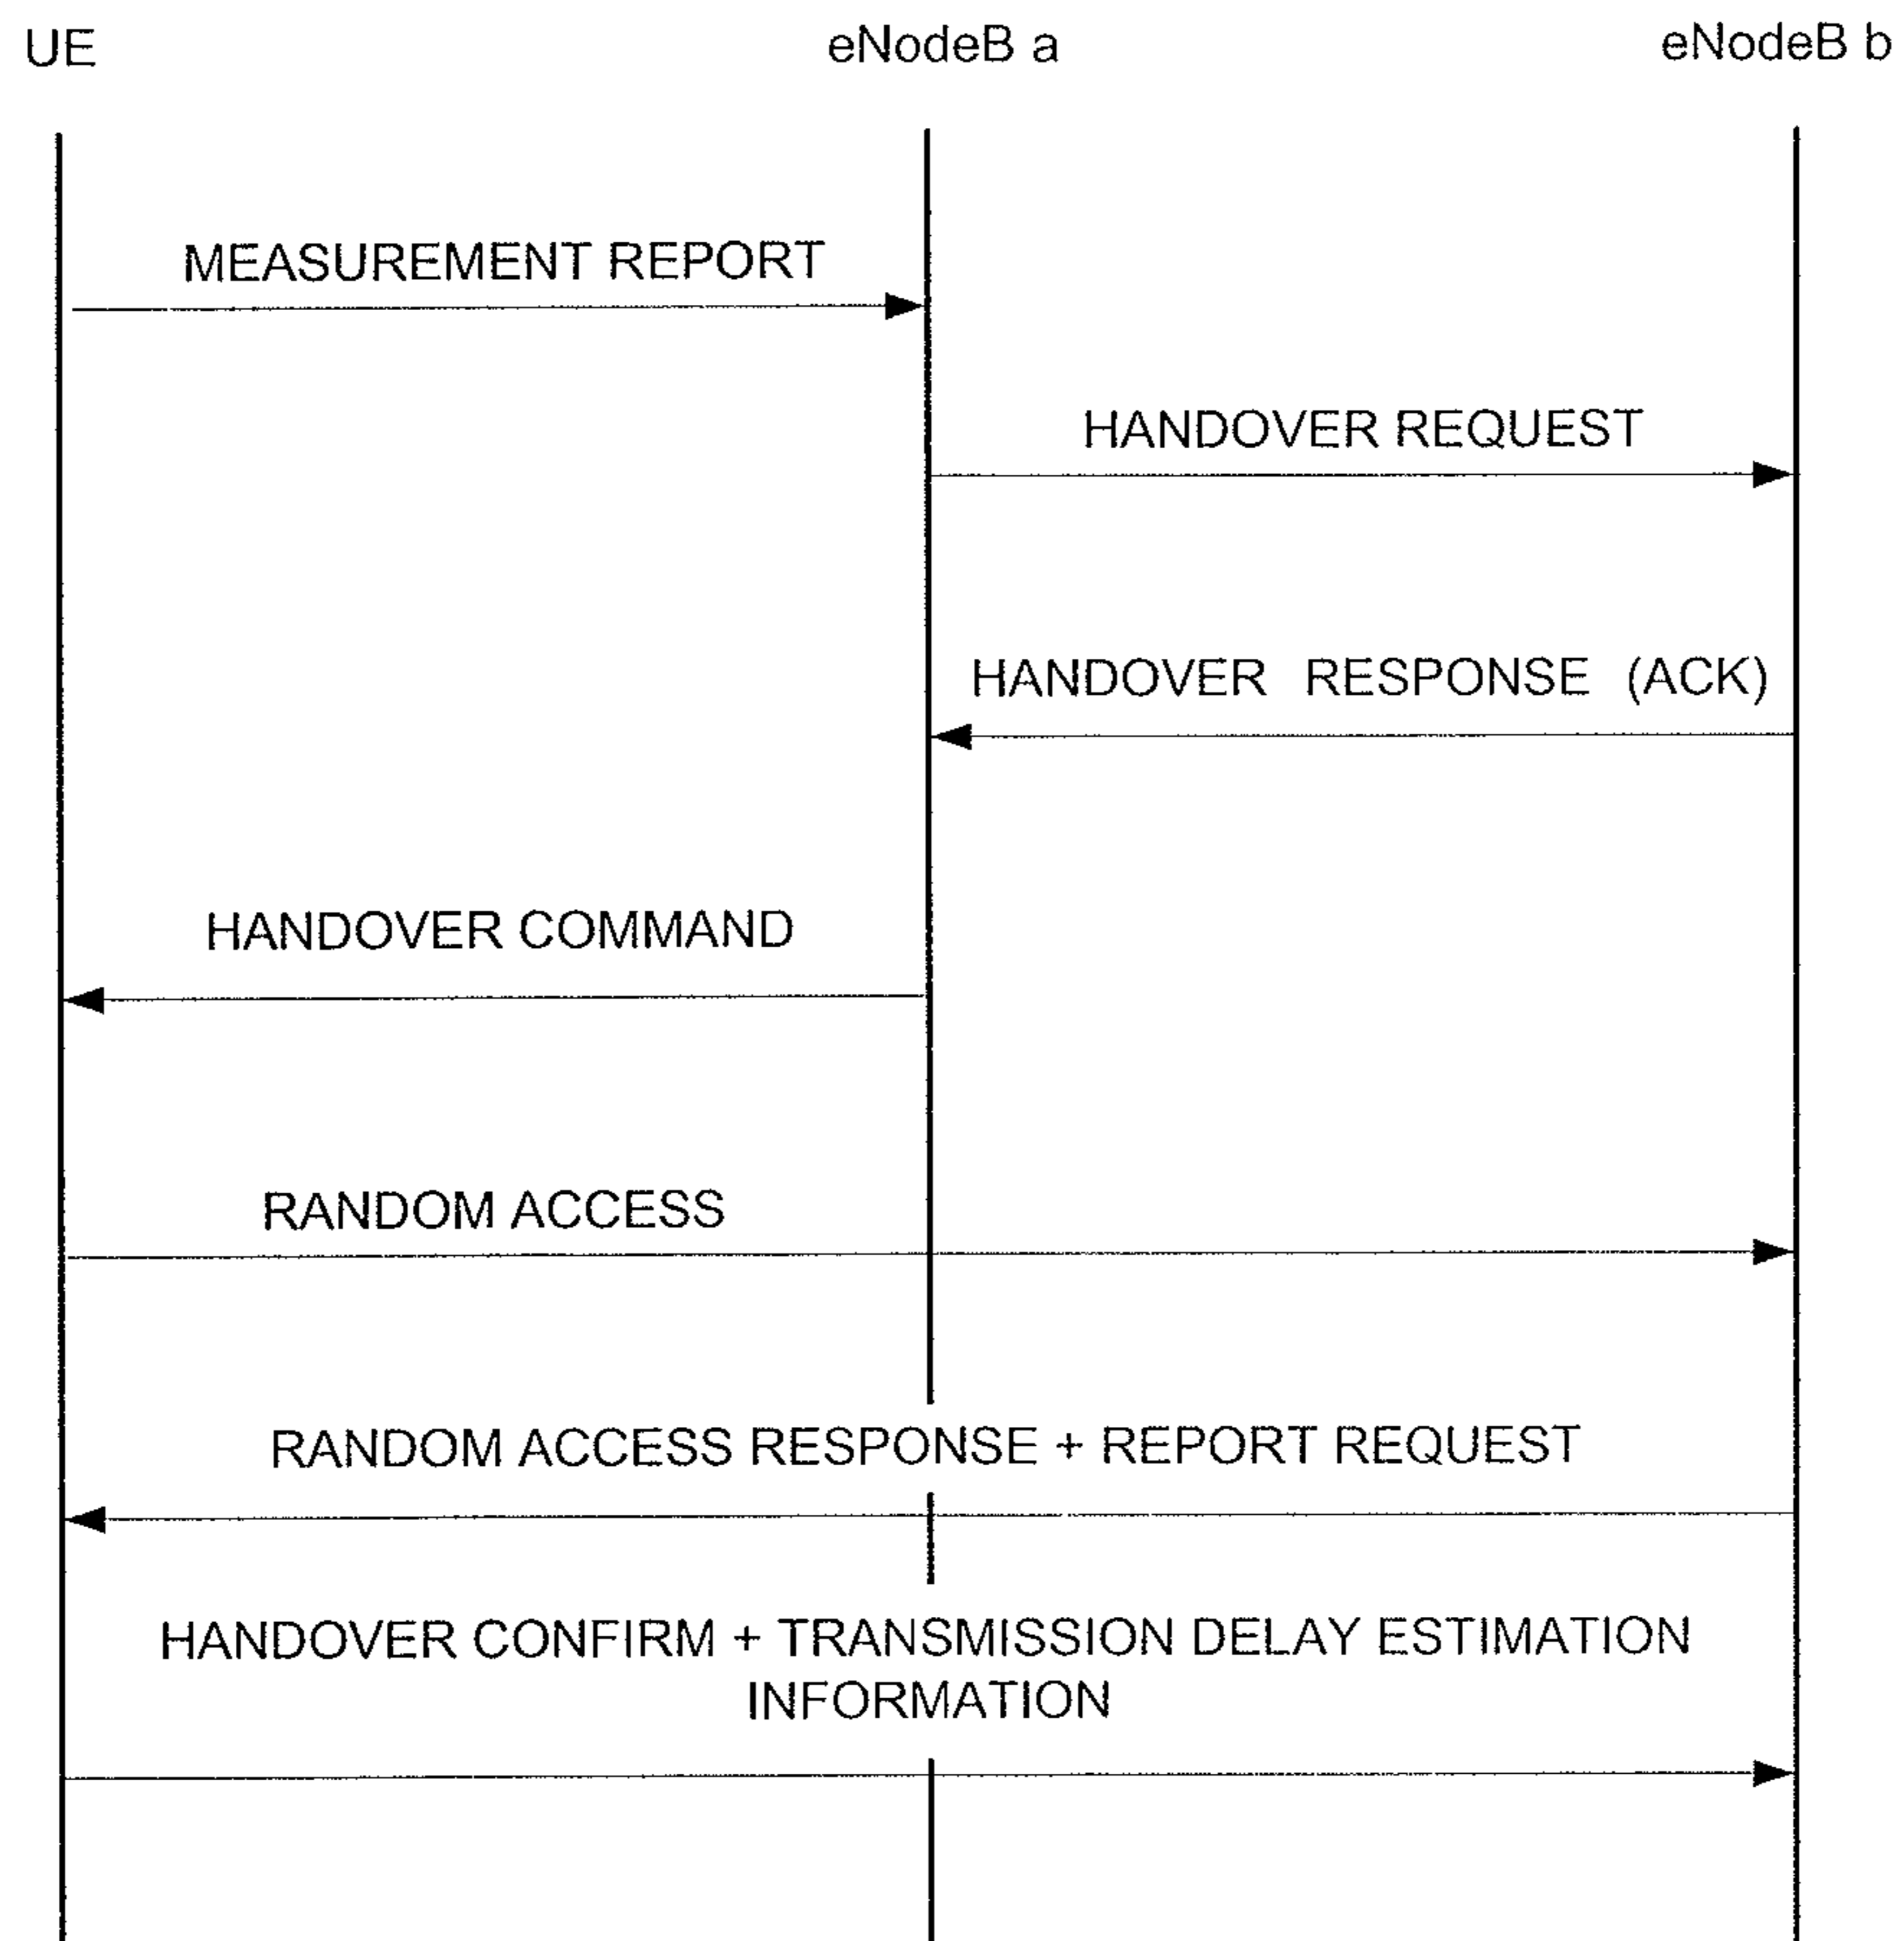 UE
eNodeB a
eNodeB b
MEASUREMENT REPORT
HANDOVER REQUEST
HANDOVER RESPONSE (ACK)
HANDOVER COMMAND
RANDOM ACCESS
RANDOM ACCESS RESPONSE + REPORT REQUEST
HANDOVER CONFIRM + TRANSMISSION DELAY ESTIMATION
INFORMATION